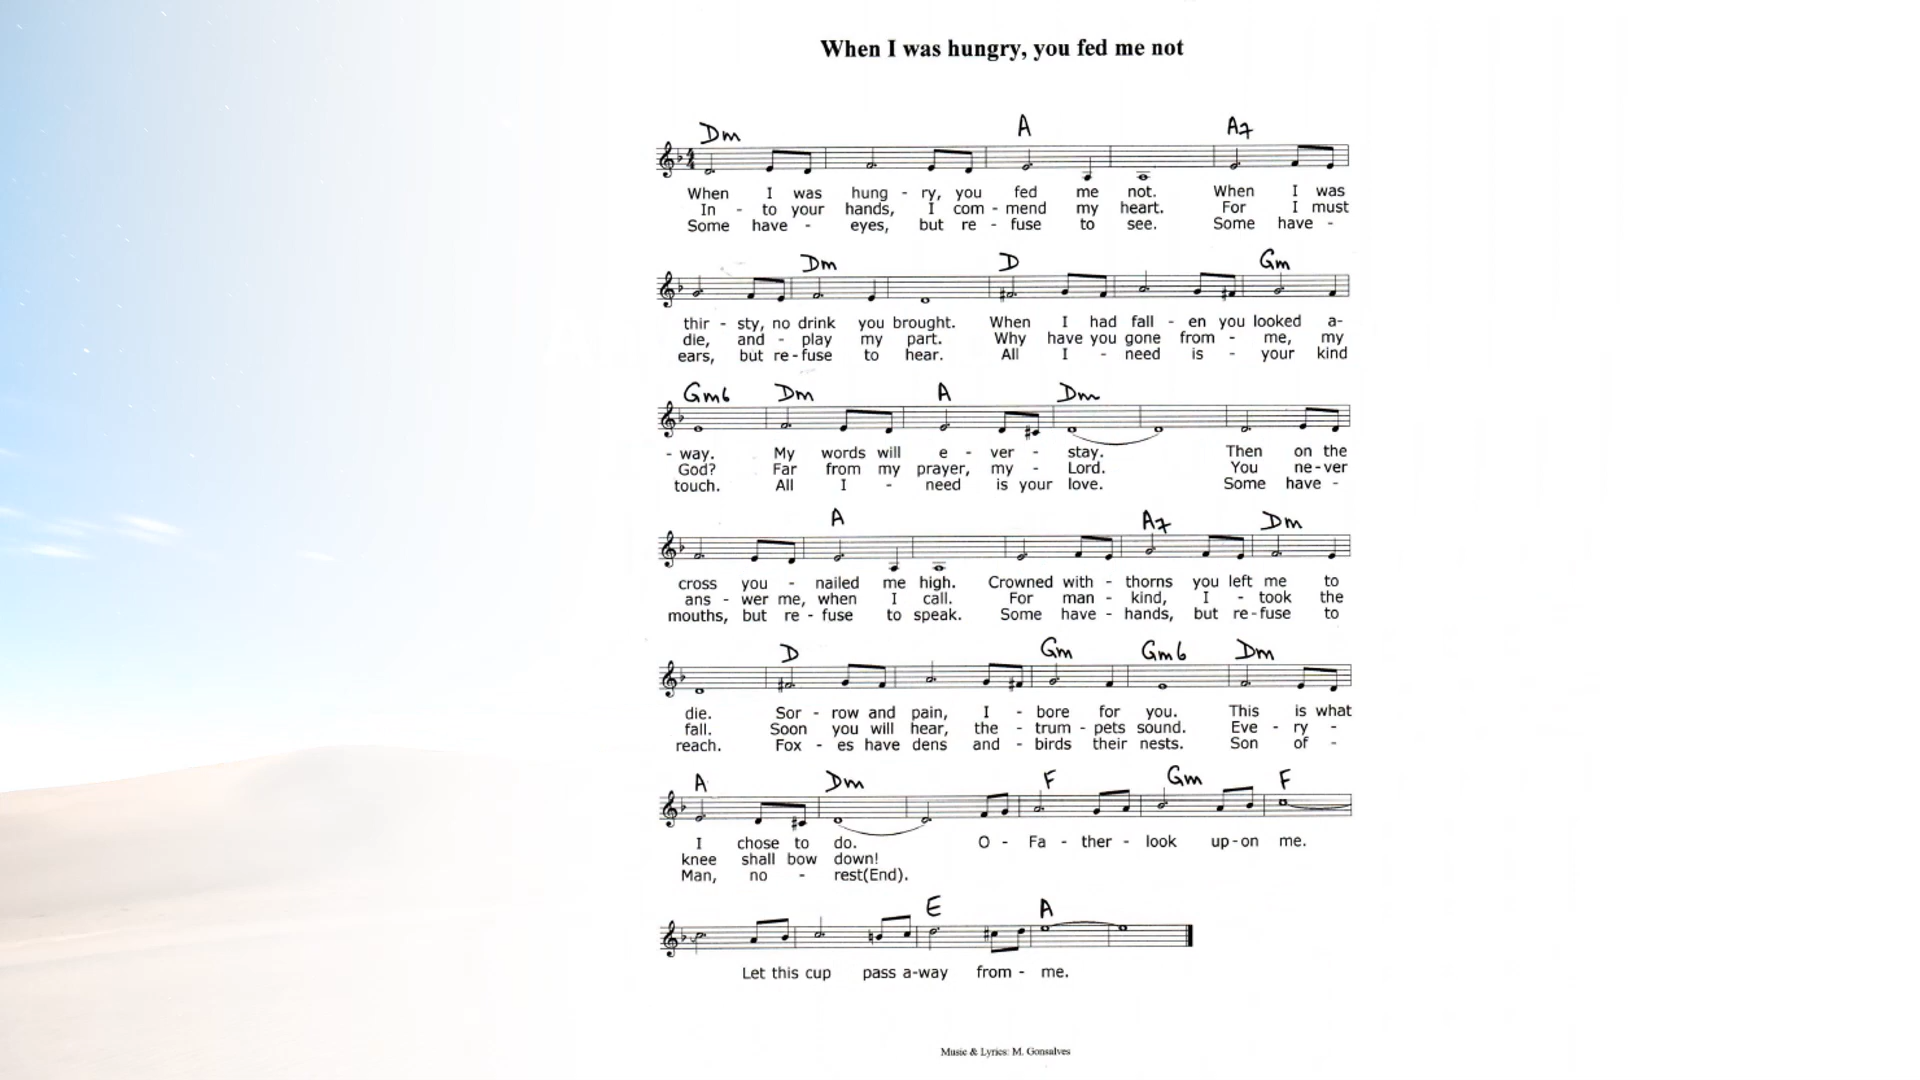 When I was hungry, you fed me not
Dm A A7
4
4
When I was hung - ry, you fed me not. When I was
In - to your hands, I com - mend my heart. For I must
Some have - eyes, but re - fuse to see. Some have -
Dm D Gm
thir - sty, no drink you brought. When I had fall - en you looked a-
die, and - play my part. Why have you gone from - me, my
ears, but re - fuse to hear. All I - need is - your kind
Gm6 Dm A Dm
- way. My words will e - ver - stay. Then on the
God? Far from my prayer, my - Lord. You ne - ver
touch. All I - need is your love. Some have -
A A7 Dm
cross you - nailed me high. Crowned with - thorns you left me to
ans - wer me, when I call. For man - kind, I - took the
mouths, but re - fuse to speak. Some have - hands, but re - fuse to
D Gm Gm6 Dm
die. Sor - row and pain, I - bore for you. This is what
fall. Soon you will hear, the - trum - pets sound. Eve - ry -
reach. Fox - es have dens and - birds their nests. Son of -
A Dm F Gm F
I chose to do. O - Fa - ther - look up - on me.
knee shall bow down!
Man, no - rest(End).
E A
Let this cup pass a-way from - me.
Music & Lyrics: M. Gonsalves